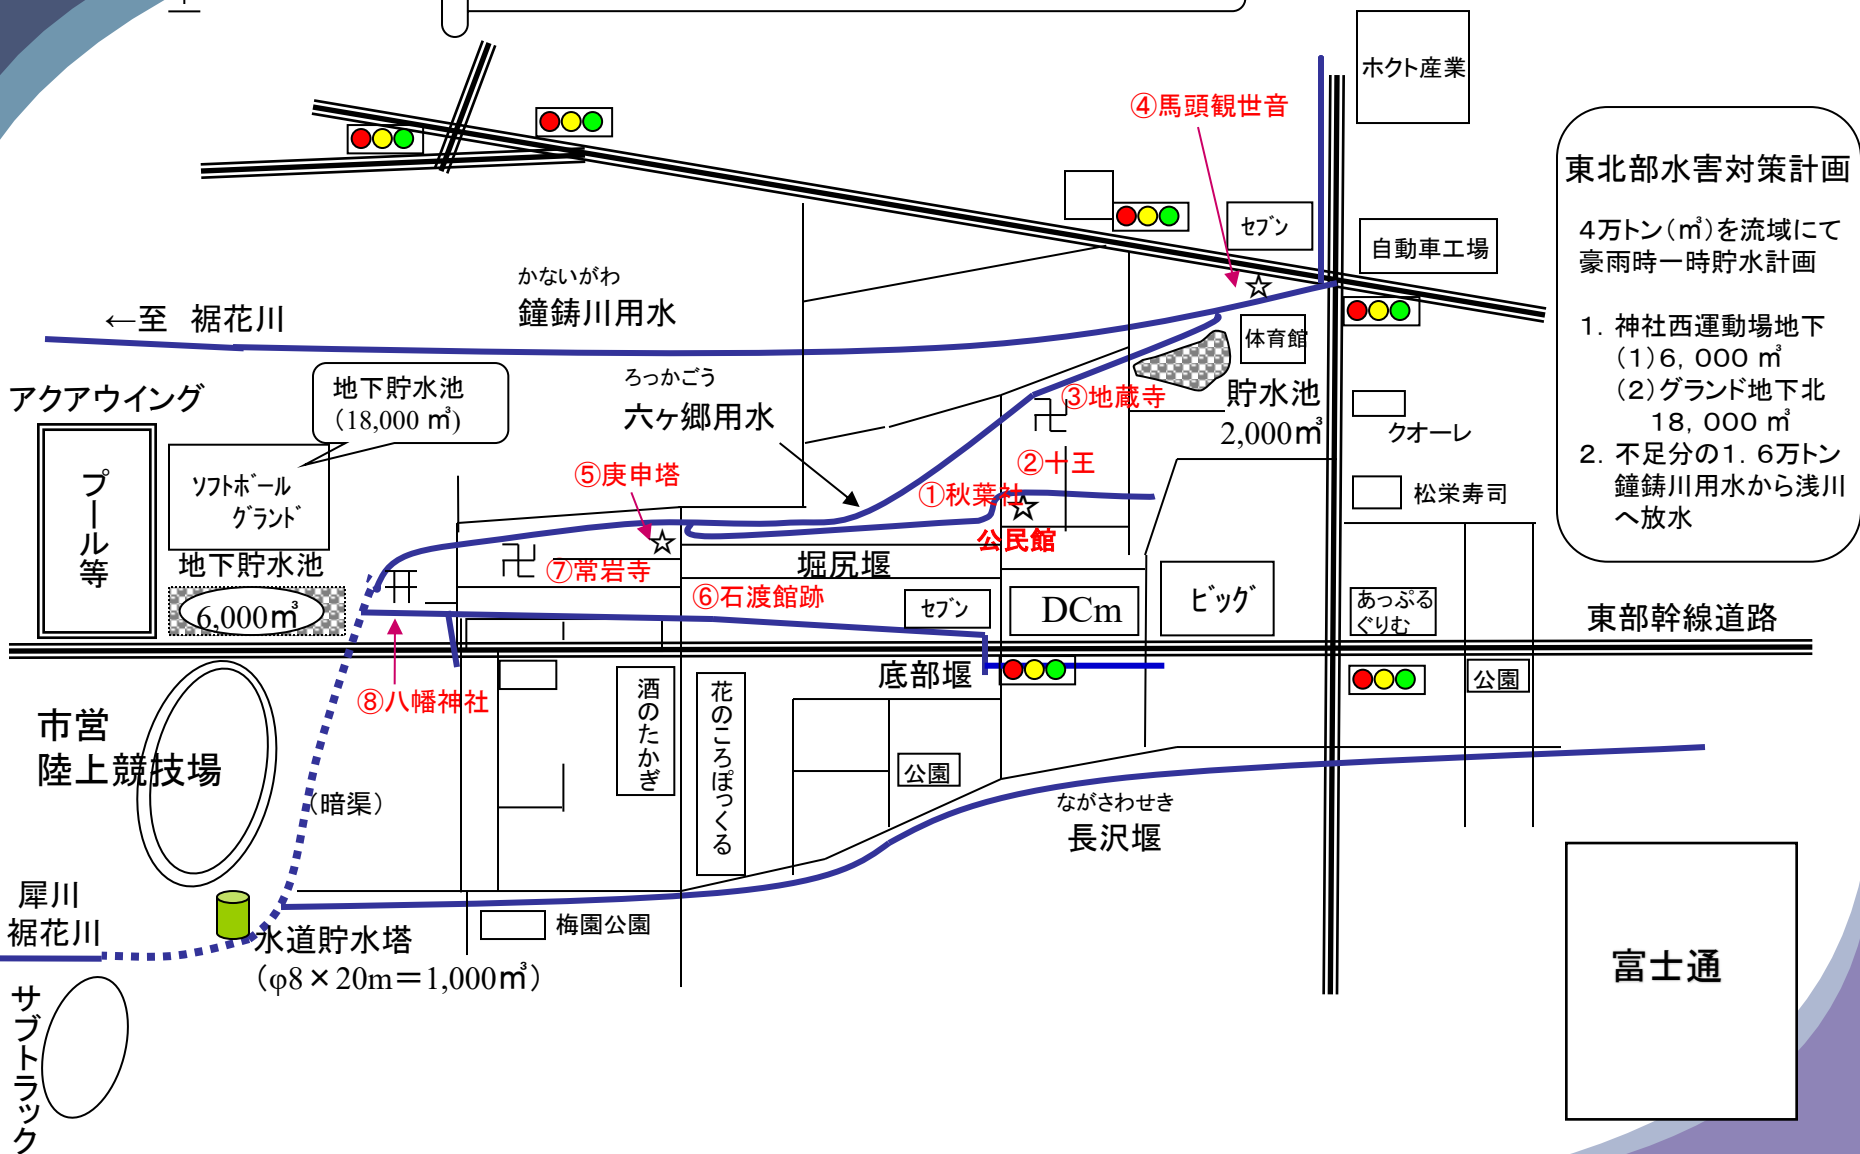 ホクト産業
④馬頭観世音
東北部水害対策計画
4万トン(㎥)を流域にて
豪雨時一時貯水計画
1. 神社西運動場地下
(1)6,000 ㎥
(2)グランド地下北
18,000 ㎥
2. 不足分の1.6万トン
鐘鋳川用水から浅川
へ放水
セブン
自動車工場
かないがわ
鐘鋳川用水
←至 裾花川
体育館
アクアウイング
地下貯水池
(18,000 ㎥)
ろっかごう
六ヶ郷用水
③地蔵寺
貯水池
2,000㎥
クオーレ
プール等
ソフトボール
グランド
⑤庚申塔
②十王
①秋葉社
松栄寿司
公民館
地下貯水池
6,000㎥
⑦常岩寺
堀尻堰
⑥石渡館跡
セブン
DCm
ビッグ
あっぷる
ぐりむ
東部幹線道路
⑧八幡神社
酒のたかぎ
花のころぽっくる
底部堰
公園
市営
陸上競技場
(暗渠)
公園
ながさわせき
長沢堰
犀川
裾花川
水道貯水塔
(φ8×20m=1,000㎥)
梅園公園
富士通
サブトラック